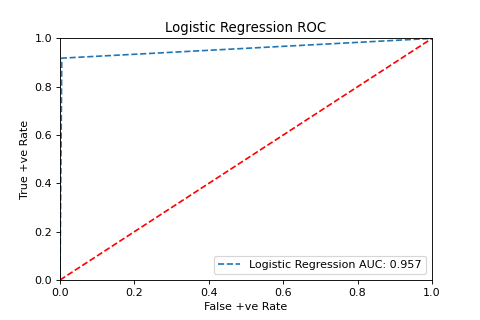 Logistic Regression ROC
1.0
0.8
0.6
0.4
0.2
0.0
True +ve Rate
Logistic Regression AUC: 0.957
0.0 0.2 0.4 0.6 0.8 1.0
False +ve Rate